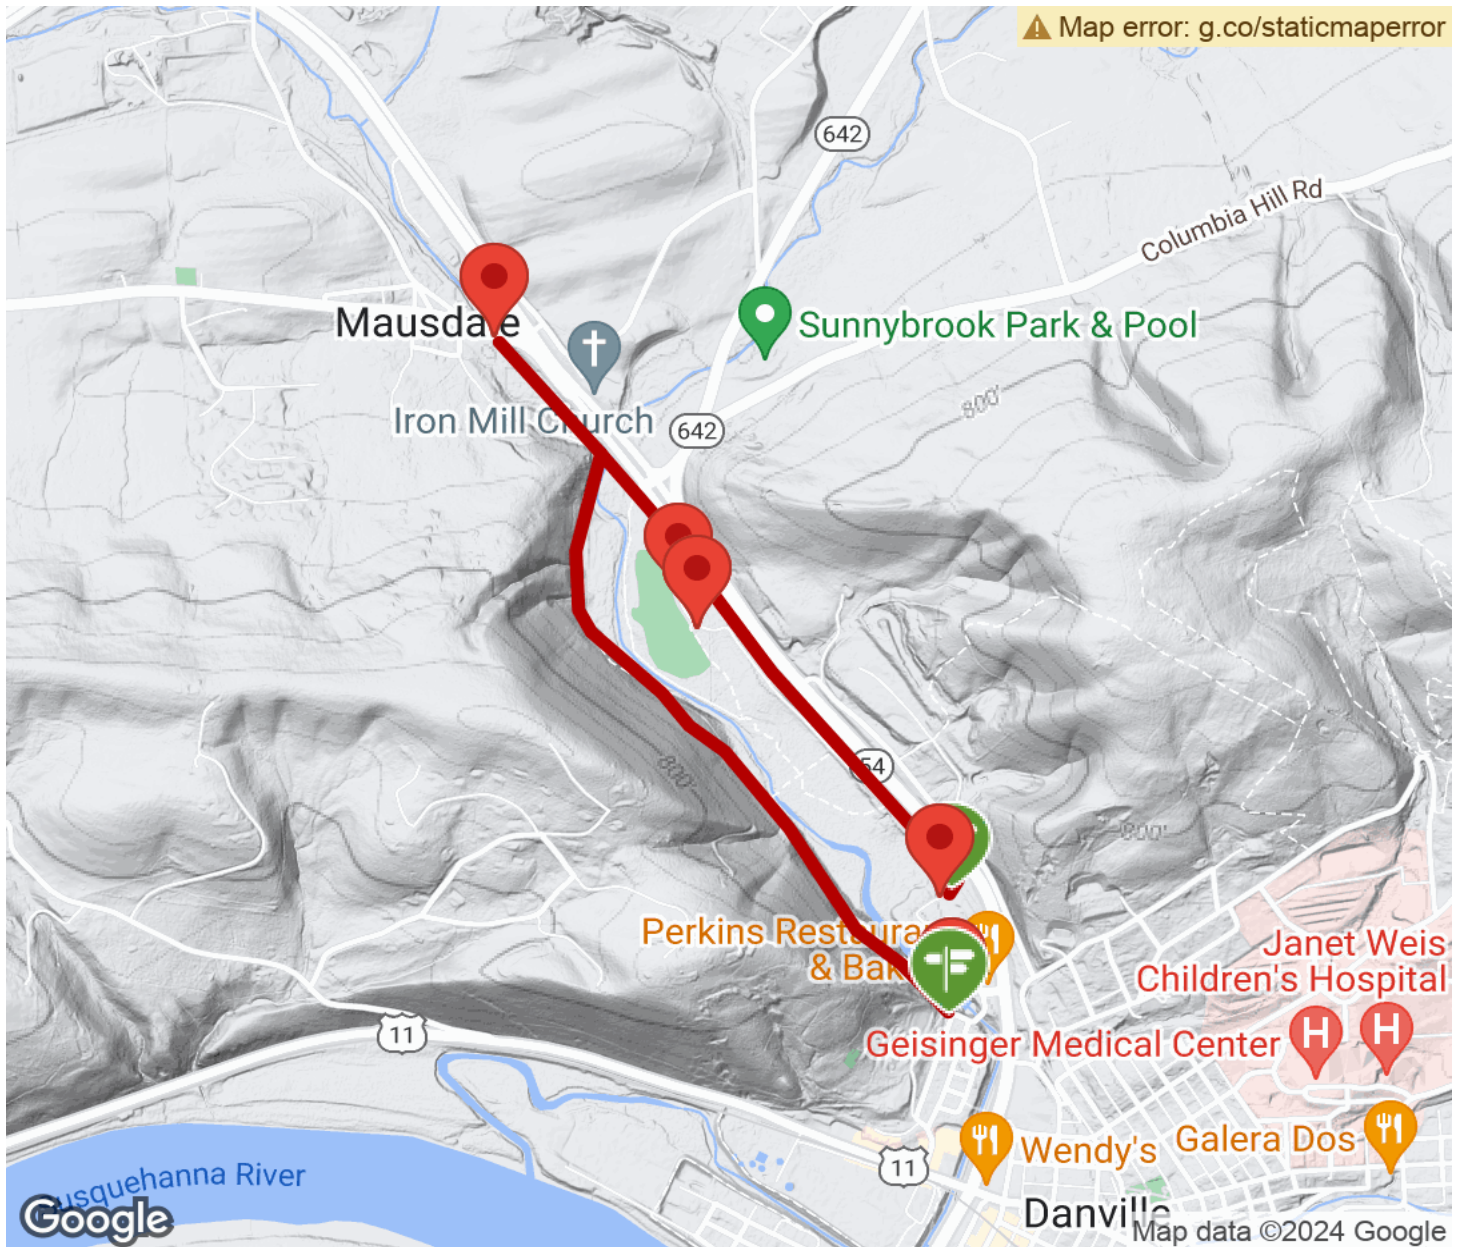 Map error: g.co/staticmaperror
642
Columbia Hill Rd
Mausdale
Sunnybrook Park & Pool
Iron Mill Church
642
800'
800'
54
800'
Perkins Restaura
& Bak
Janet Weis
Children's Hospital
11
Geisinger Medical Center
H
H
Wendy's
Galera Dos
11
usquehanna River
Google
Danville
Map data ©2024 Google